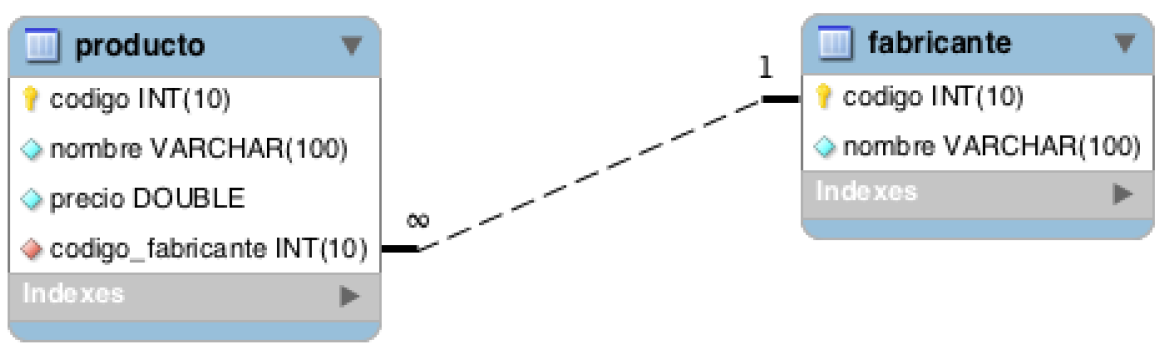 producto
codigo INT(10)
nombre VARCHAR(100)
precio DOUBLE
codigo_fabricante INT(10)
Indexes
∞
1
fabricante
codigo INT(10)
nombre VARCHAR(100)
Indexes